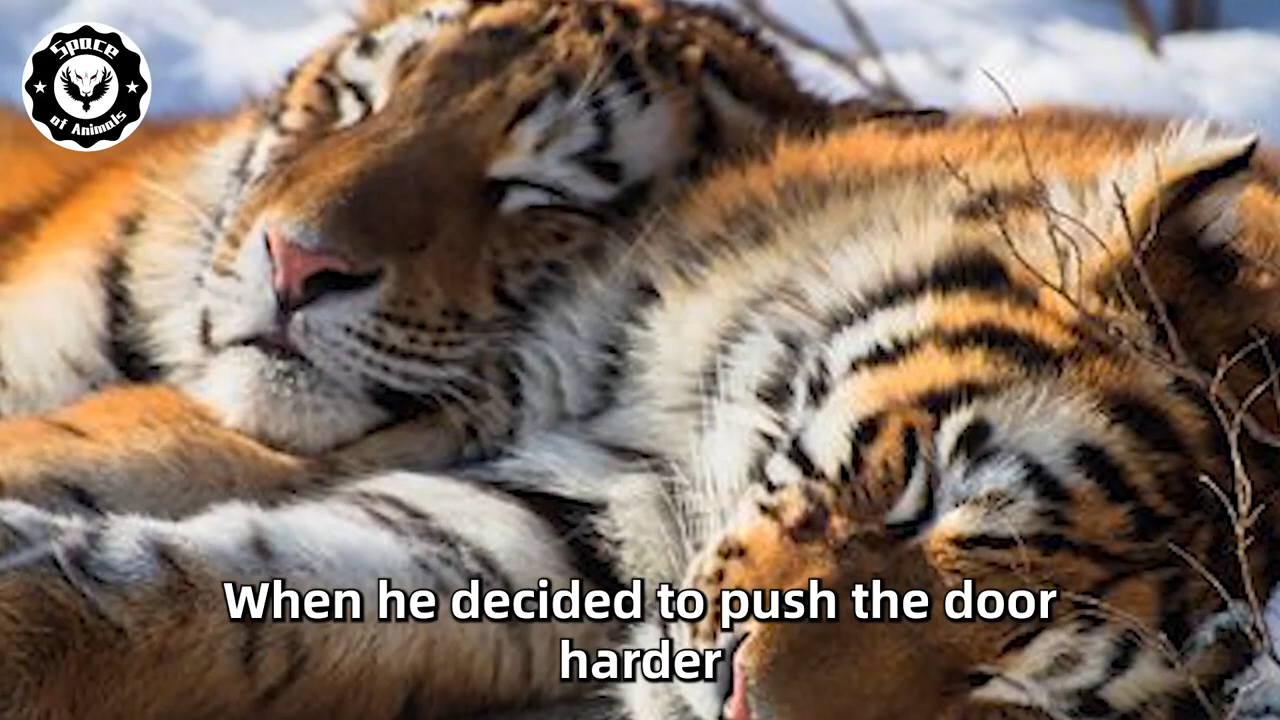 Space
of Animals
When he decided to push the door
harder